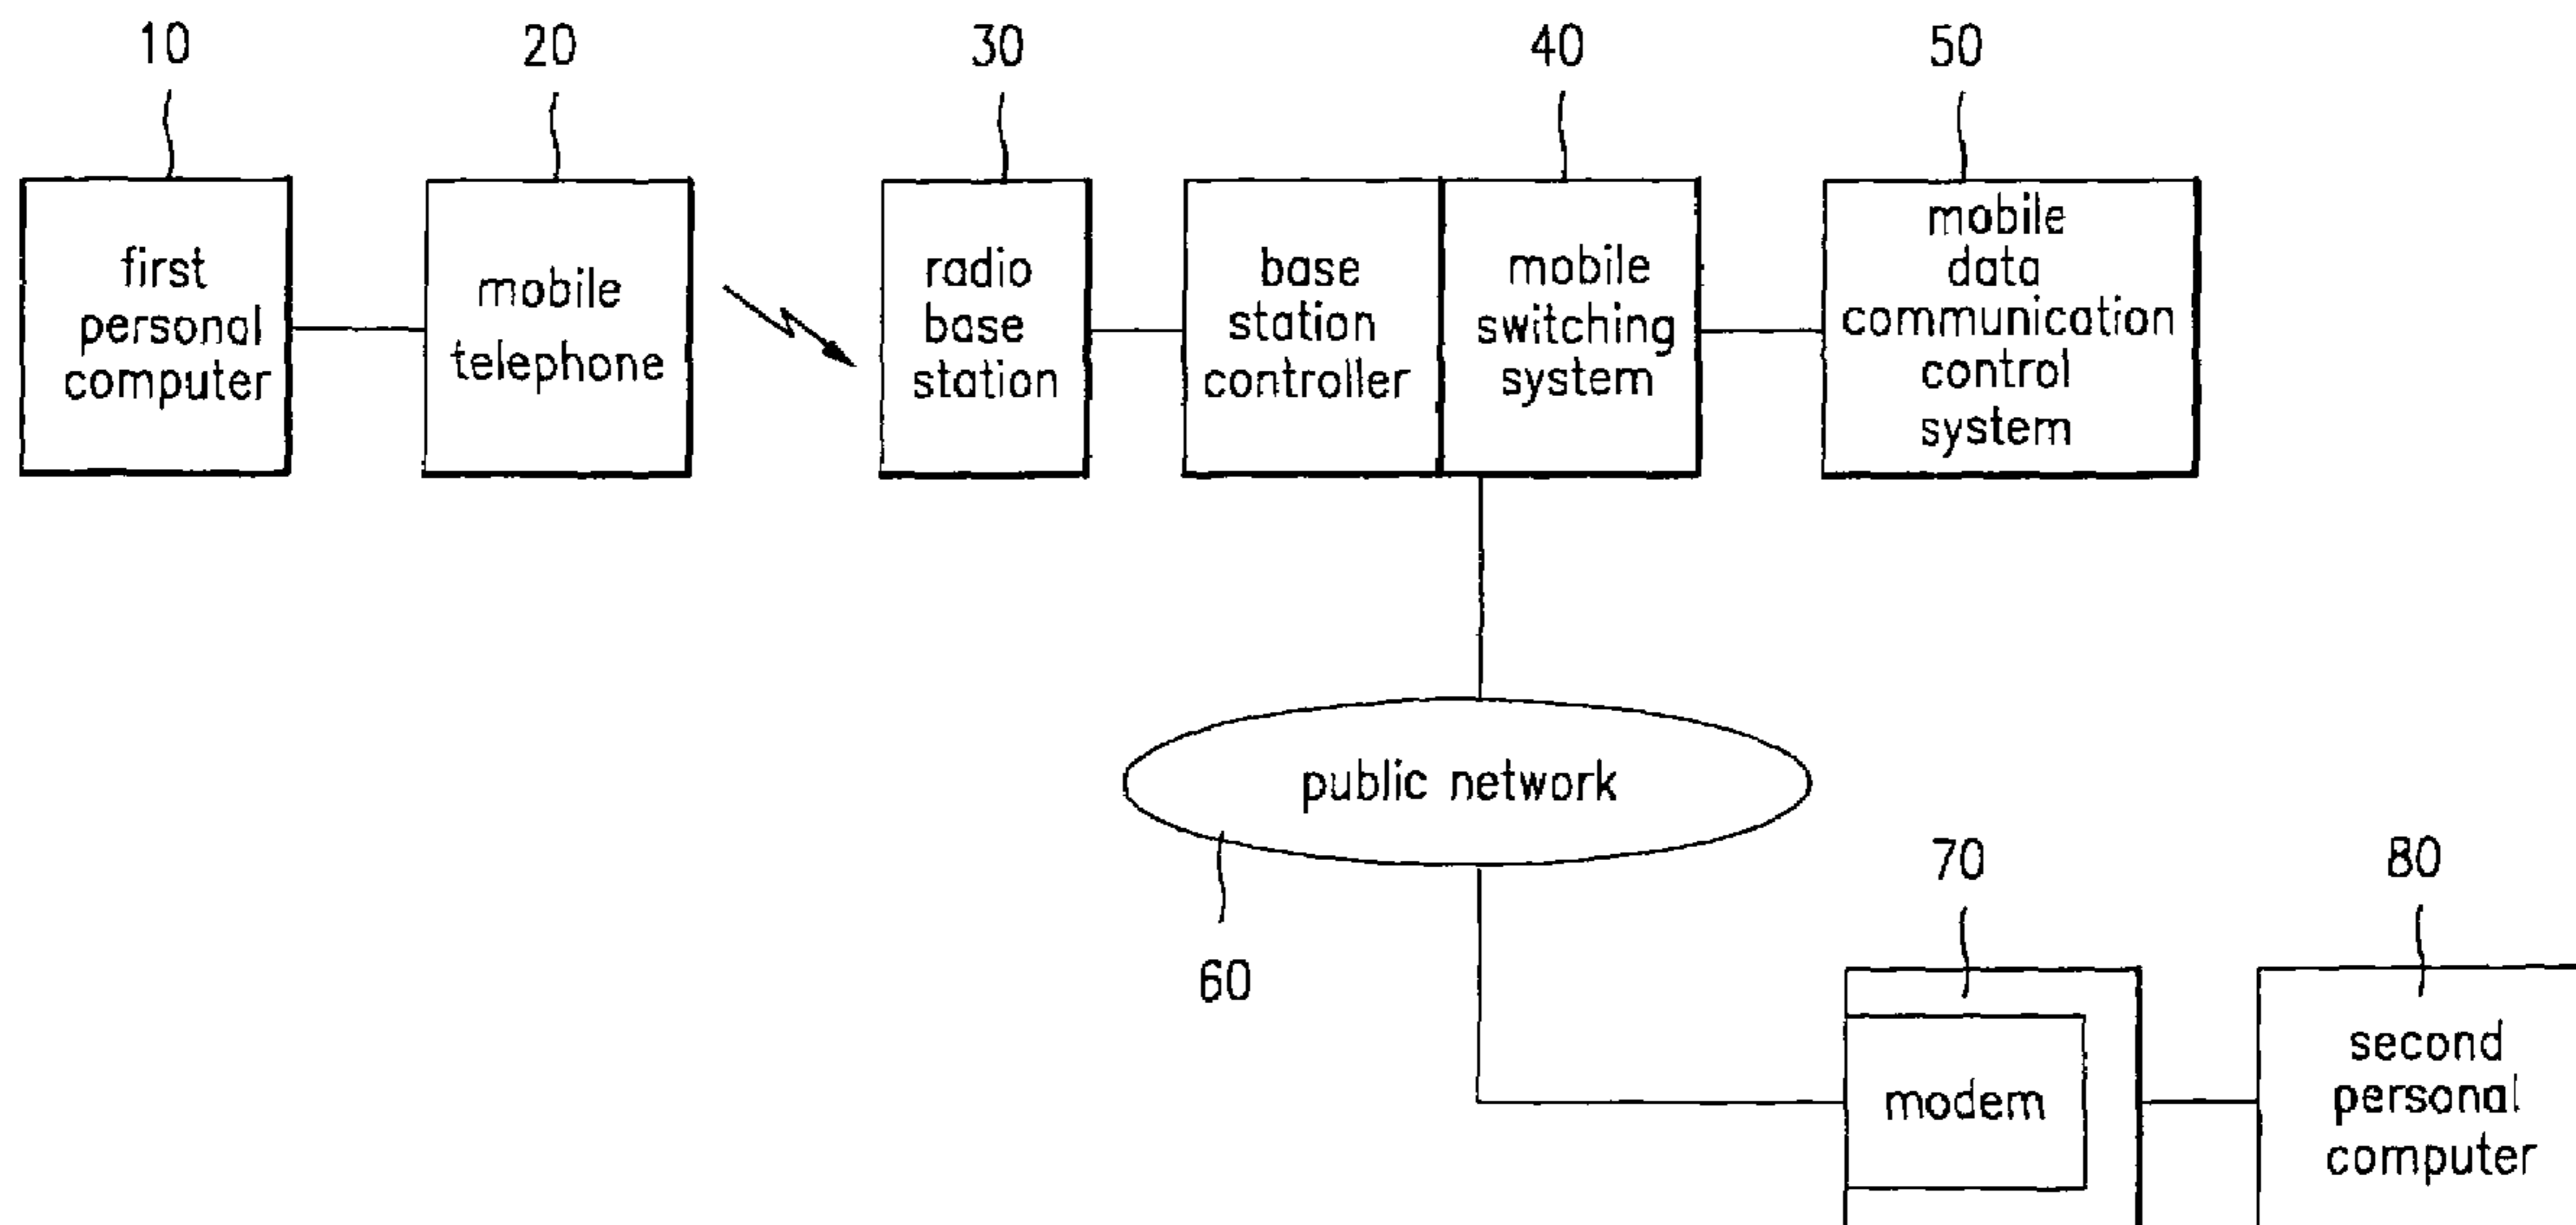 10
20
30
40
50
first
personal
computer
mobile
telephone
radio
base
station
base
station
controller
mobile
switching
system
mobile
data
communication
control
system
public network
60
70
80
modem
second
personal
computer